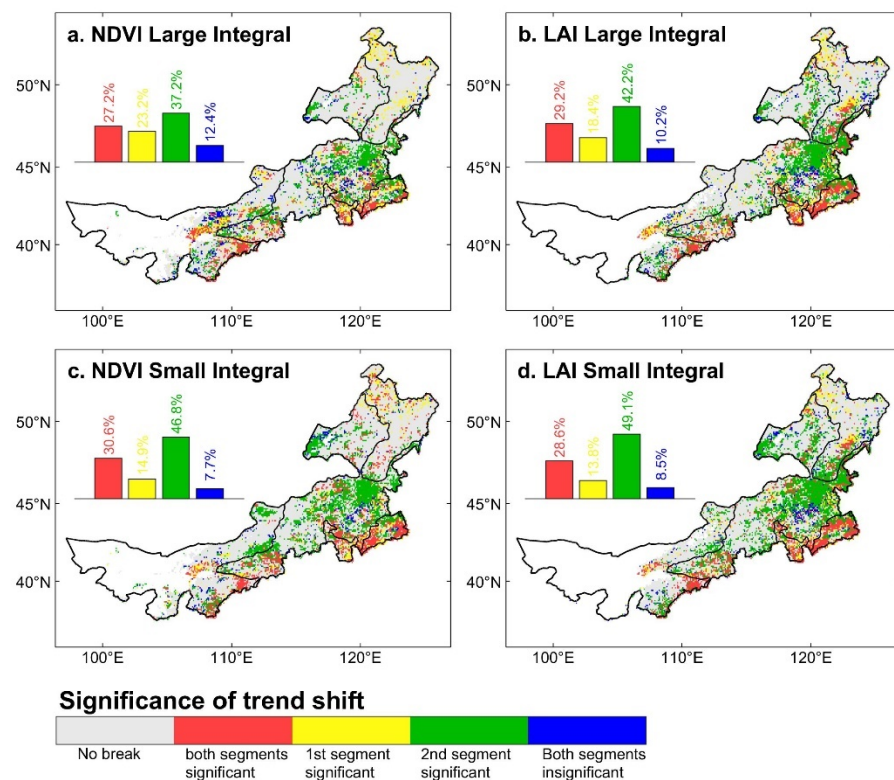 a. NDVI Large Integral
b. LAI Large Integral
50°N
45°N
40°N
27.2%
23.2%
37.2%
12.4%
50°N
45°N
40°N
29.2%
18.4%
42.2%
10.2%
100°E 110°E 120°E
100°E 110°E 120°E
c. NDVI Small Integral
d. LAI Small Integral
50°N
45°N
40°N
30.6%
14.9%
46.8%
7.7%
50°N
45°N
40°N
28.6%
13.8%
49.1%
8.5%
100°E 110°E 120°E
100°E 110°E 120°E
Significance of trend shift
No break
both segments
significant
1st segment
significant
2nd segment
significant
Both segments
insignificant